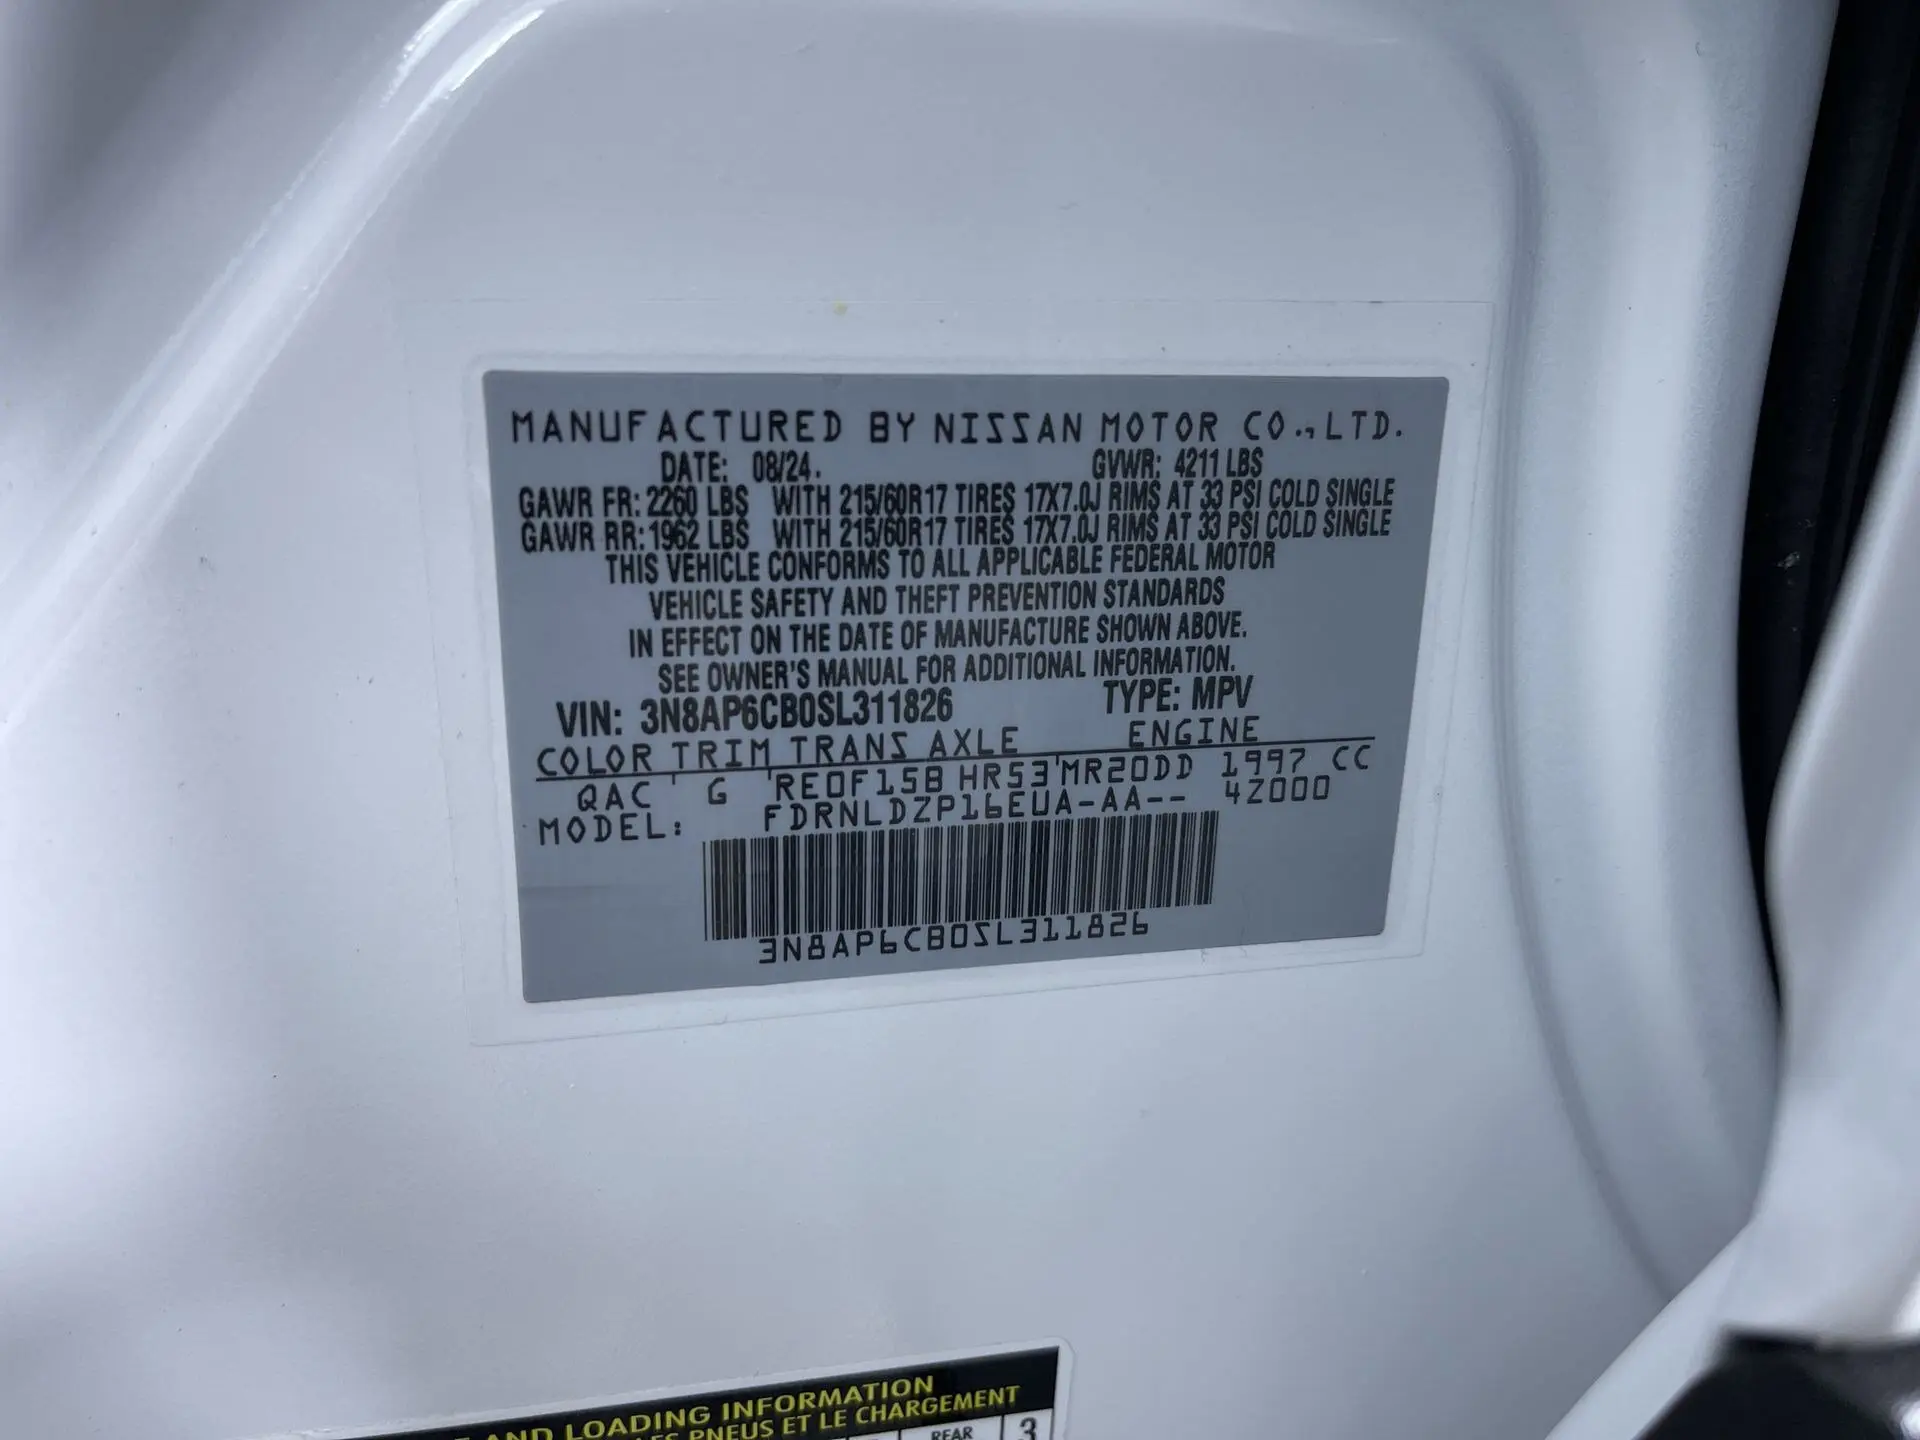 MANUFACTURED BY NISSAN MOTOR CO., LTD.
DATE: 08/24. GVWR: 4211 LBS
GAWR FR: 2260 LBS WITH 215/60R17 TIRES 17X7.0J RIMS AT 33 PSI COLD SINGLE
GAWR RR: 1962 LBS WITH 215/60R17 TIRES 17X7.0J RIMS AT 33 PSI COLD SINGLE
THIS VEHICLE CONFORMS TO ALL APPLICABLE FEDERAL MOTOR
VEHICLE SAFETY AND THEFT PREVENTION STANDARDS
IN EFFECT ON THE DATE OF MANUFACTURE SHOWN ABOVE.
SEE OWNER'S MANUAL FOR ADDITIONAL INFORMATION.
VIN: 3N8AP6CB0SL311826 TYPE: MPV
COLOR TRIM TRANS AXLE ENGINE
QAC G RE0F15B HR53 MR20DD 1997 CC
MODEL: FDRNLDZP16EUA-AA-- 4Z000
3N8AP6CB0SL311826
AND LOADING INFORMATION
PNEUS ET LE CHARGEMENT
REAR 3